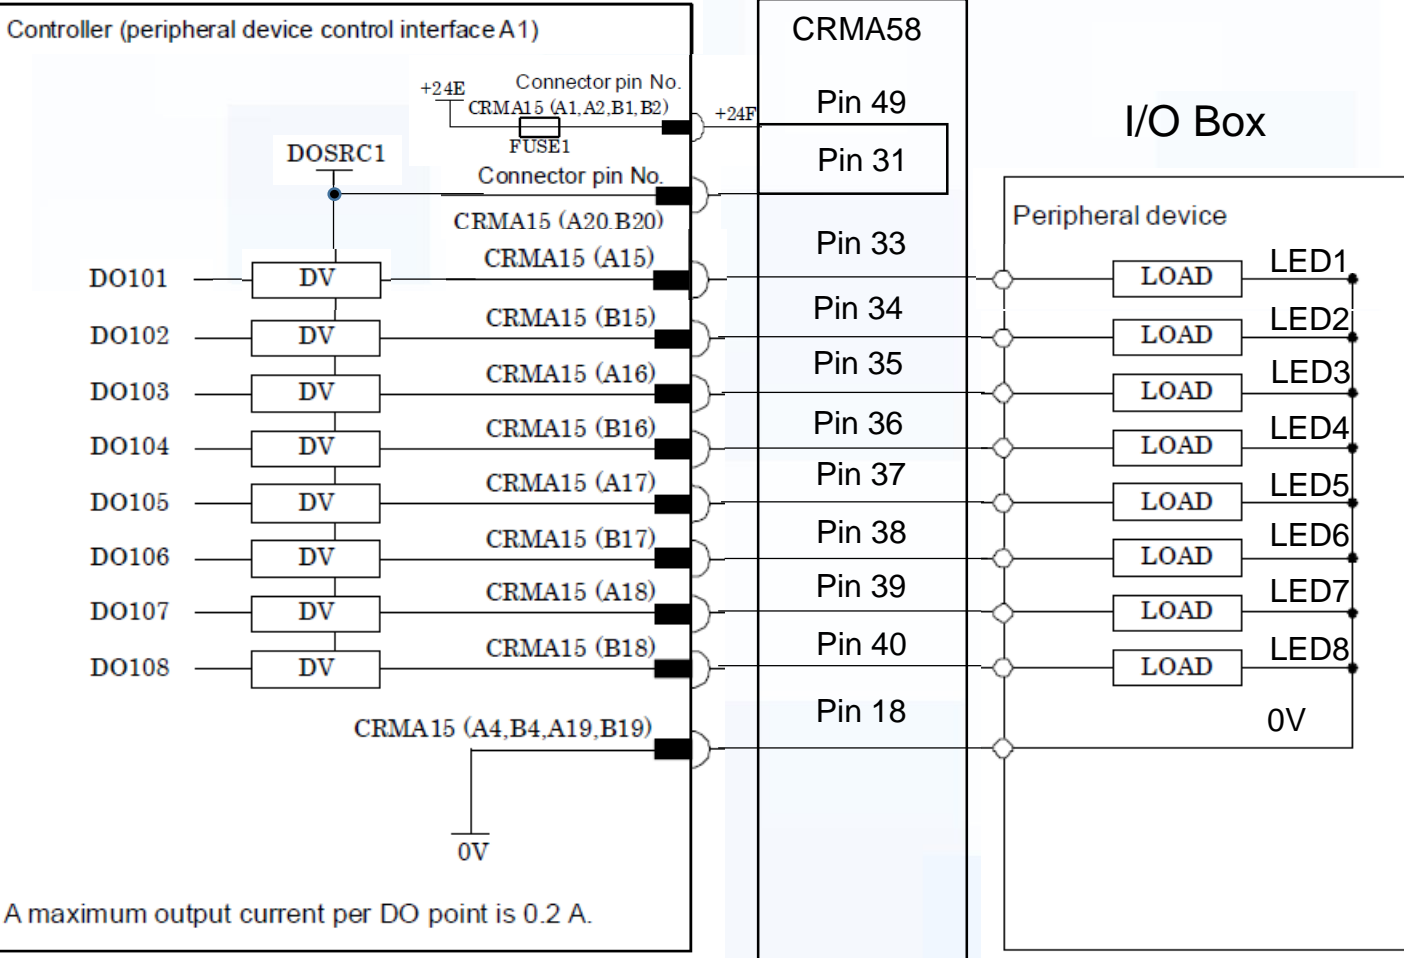 Controller (peripheral device control interface A1)
CRMA58
+24E
Connector pin No.
CRMA15 (A1,A2,B1,B2)
+24F
Pin 49
I/O Box
FUSE1
DOSRC1
Pin 31
Connector pin No.
CRMA15 (A20.B20)
Peripheral device
DO101
DV
CRMA15 (A15)
Pin 33
LOAD
LED1
DO102
DV
CRMA15 (B15)
Pin 34
LOAD
LED2
DO103
DV
CRMA15 (A16)
Pin 35
LOAD
LED3
DO104
DV
CRMA15 (B16)
Pin 36
LOAD
LED4
DO105
DV
CRMA15 (A17)
Pin 37
LOAD
LED5
DO106
DV
CRMA15 (B17)
Pin 38
LOAD
LED6
DO107
DV
CRMA15 (A18)
Pin 39
LOAD
LED7
DO108
DV
CRMA15 (B18)
Pin 40
LOAD
LED8
CRMA15 (A4,B4,A19,B19)
Pin 18
0V
0V
A maximum output current per DO point is 0.2 A.